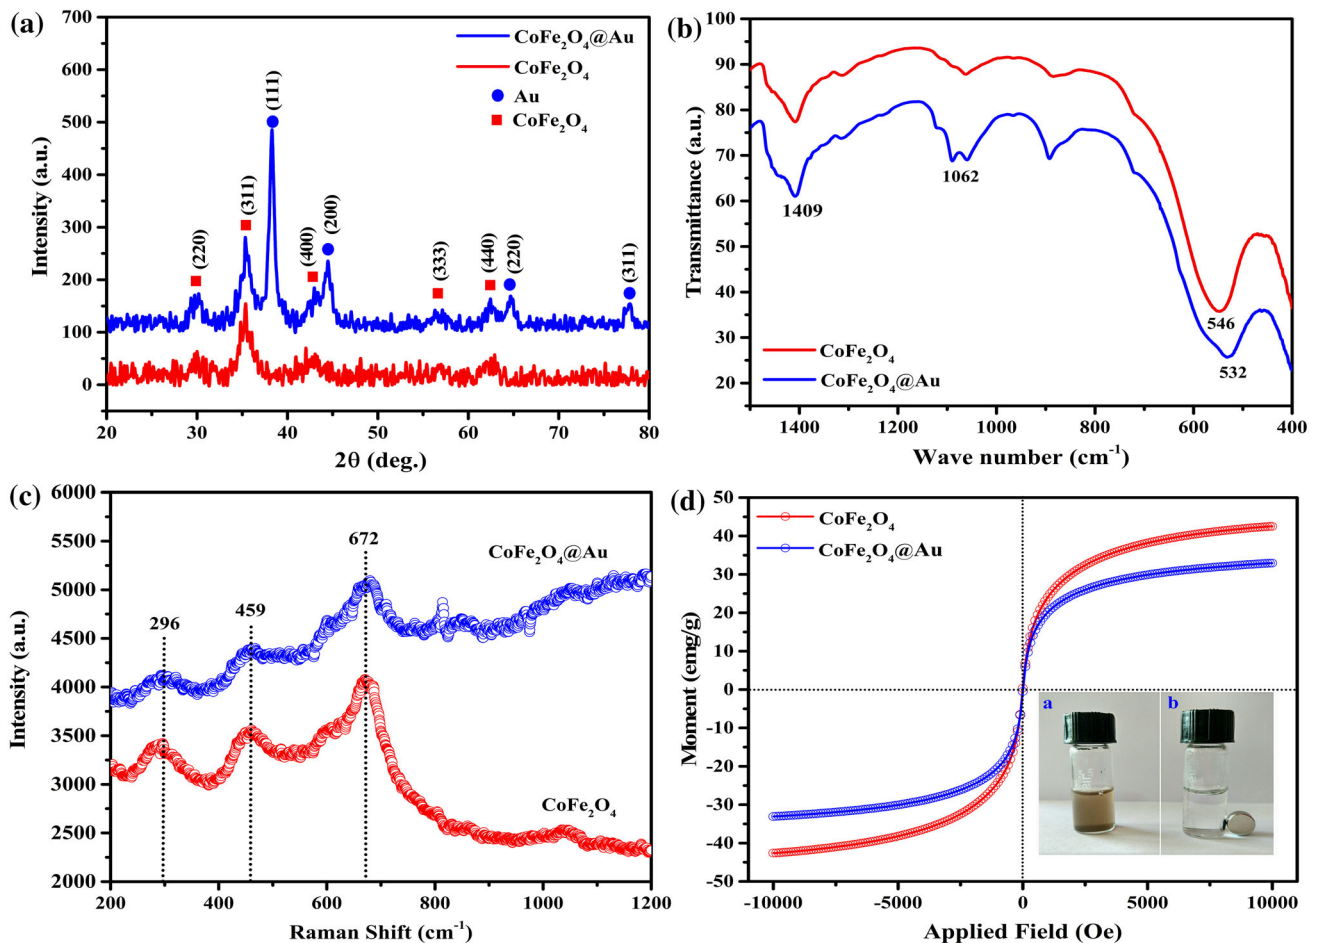 (a)
700
600
500
400
300
200
100
0
Intensity (a.u.)
CoFe₂O₄@Au
CoFe₂O₄
Au
CoFe₂O₄
(220)
(311)
(111)
(400)
(200)
(333)
(440)
(220)
(311)
20 30 40 50 60 70 80
2θ (deg.)
(b)
100
90
80
70
60
50
40
30
20
Transmittance (a.u.)
1409
1062
546
532
CoFe₂O₄
CoFe₂O₄@Au
1400 1200 1000 800 600 400
Wave number (cm⁻¹)
(c)
6000
5500
5000
4500
4000
3500
3000
2500
2000
Intensity (a.u.)
296
459
672
CoFe₂O₄@Au
CoFe₂O₄
200 400 600 800 1000 1200
Raman Shift (cm⁻¹)
(d)
50
40
30
20
10
0
-10
-20
-30
-40
-50
Moment (emg/g)
CoFe₂O₄
CoFe₂O₄@Au
a
b
-10000 -5000 0 5000 10000
Applied Field (Oe)